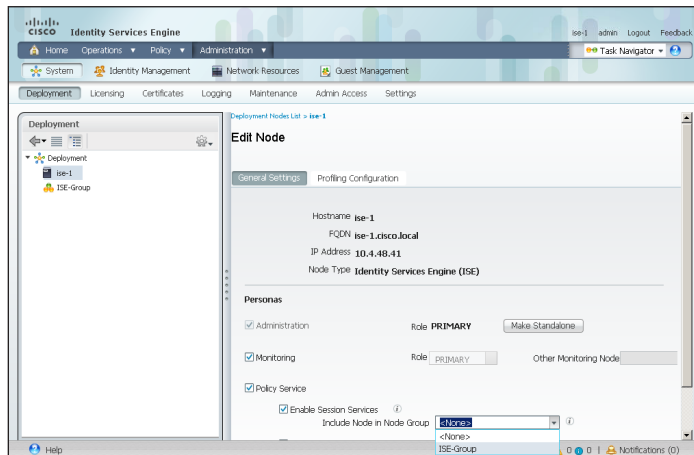 CISCO Identity Services Engine
ise-1 admin Logout Feedback
Home Operations ▼ Policy ▼ Administration ▼
Task Navigator ▼
System Identity Management Network Resources Guest Management
Deployment Licensing Certificates Logging Maintenance Admin Access Settings
Deployment
Deployment
ise-1
ISE-Group
Deployment Nodes List > ise-1
Edit Node
General Settings Profiling Configuration
Hostname ise-1
FQDN ise-1.cisco.local
IP Address 10.4.48.41
Node Type Identity Services Engine (ISE)
Personas
Administration Role PRIMARY Make Standalone
Monitoring Role PRIMARY Other Monitoring Node
Policy Service
Enable Session Services
Include Node in Node Group <None>
<None>
ISE-Group
Help
0 0 | Notifications (0)